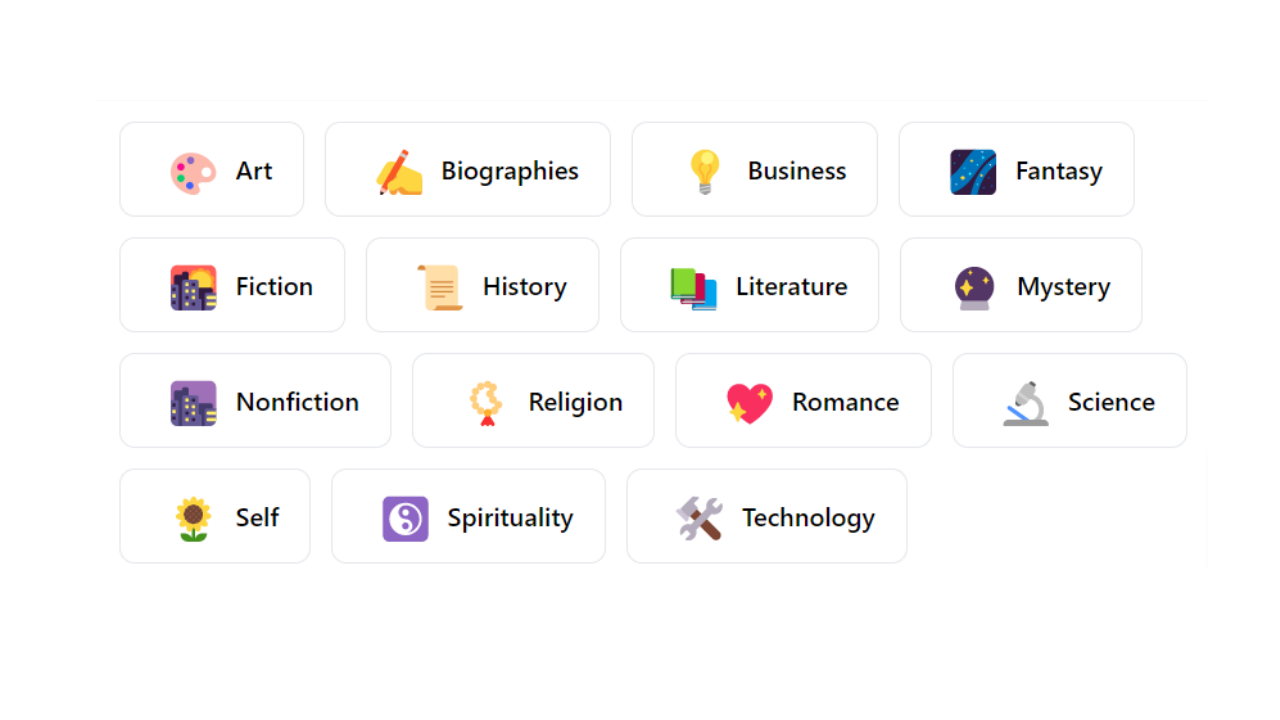 Art Biographies Business Fantasy
Fiction History Literature Mystery
Nonfiction Religion Romance Science
Self Spirituality Technology